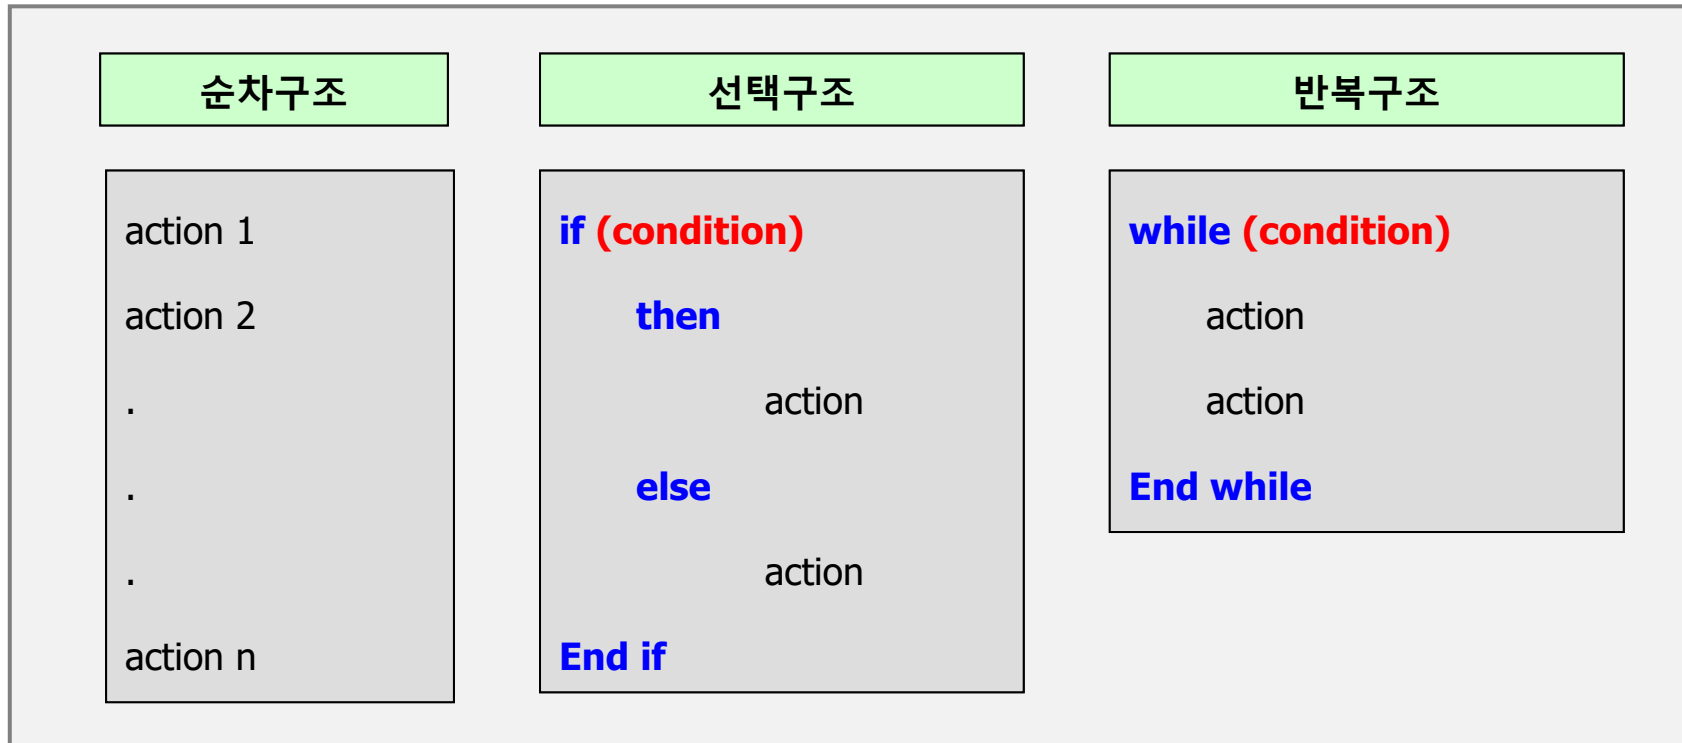 순차구조
action 1
action 2
.
.
.
action n
선택구조
if (condition)
then
action
else
action
End if
반복구조
while (condition)
action
action
End while